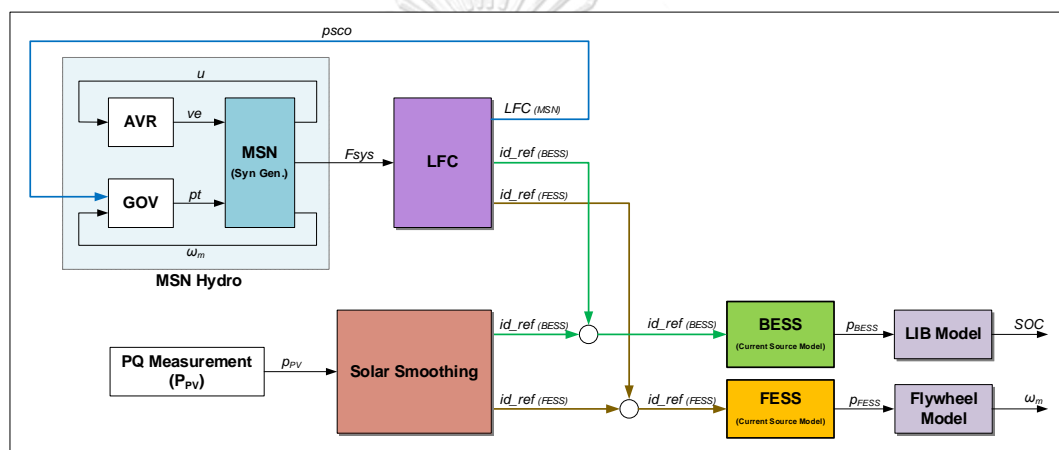 psco
u
AVR
ve
MSN
(Syn Gen.)
GOV
pt
ωm
MSN Hydro
Fsys
LFC
LFC (MSN)
id_ref (BESS)
id_ref (FESS)
PQ Measurement
(PPV)
pPV
Solar Smoothing
id_ref (BESS)
id_ref (FESS)
id_ref (BESS)
id_ref (FESS)
BESS
(Current Source Model)
pBESS
LIB Model
SOC
FESS
(Current Source Model)
pFESS
Flywheel
Model
ωm